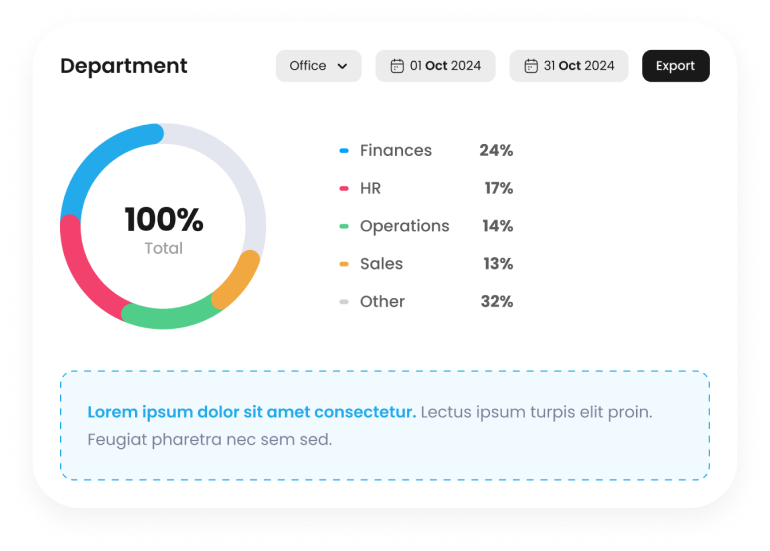 Department
Office
01 Oct 2024
31 Oct 2024
Export
100%
Total
Finances 24%
HR 17%
Operations 14%
Sales 13%
Other 32%
Lorem ipsum dolor sit amet consectetur. Lectus ipsum turpis elit proin.
Feugiat pharetra nec sem sed.